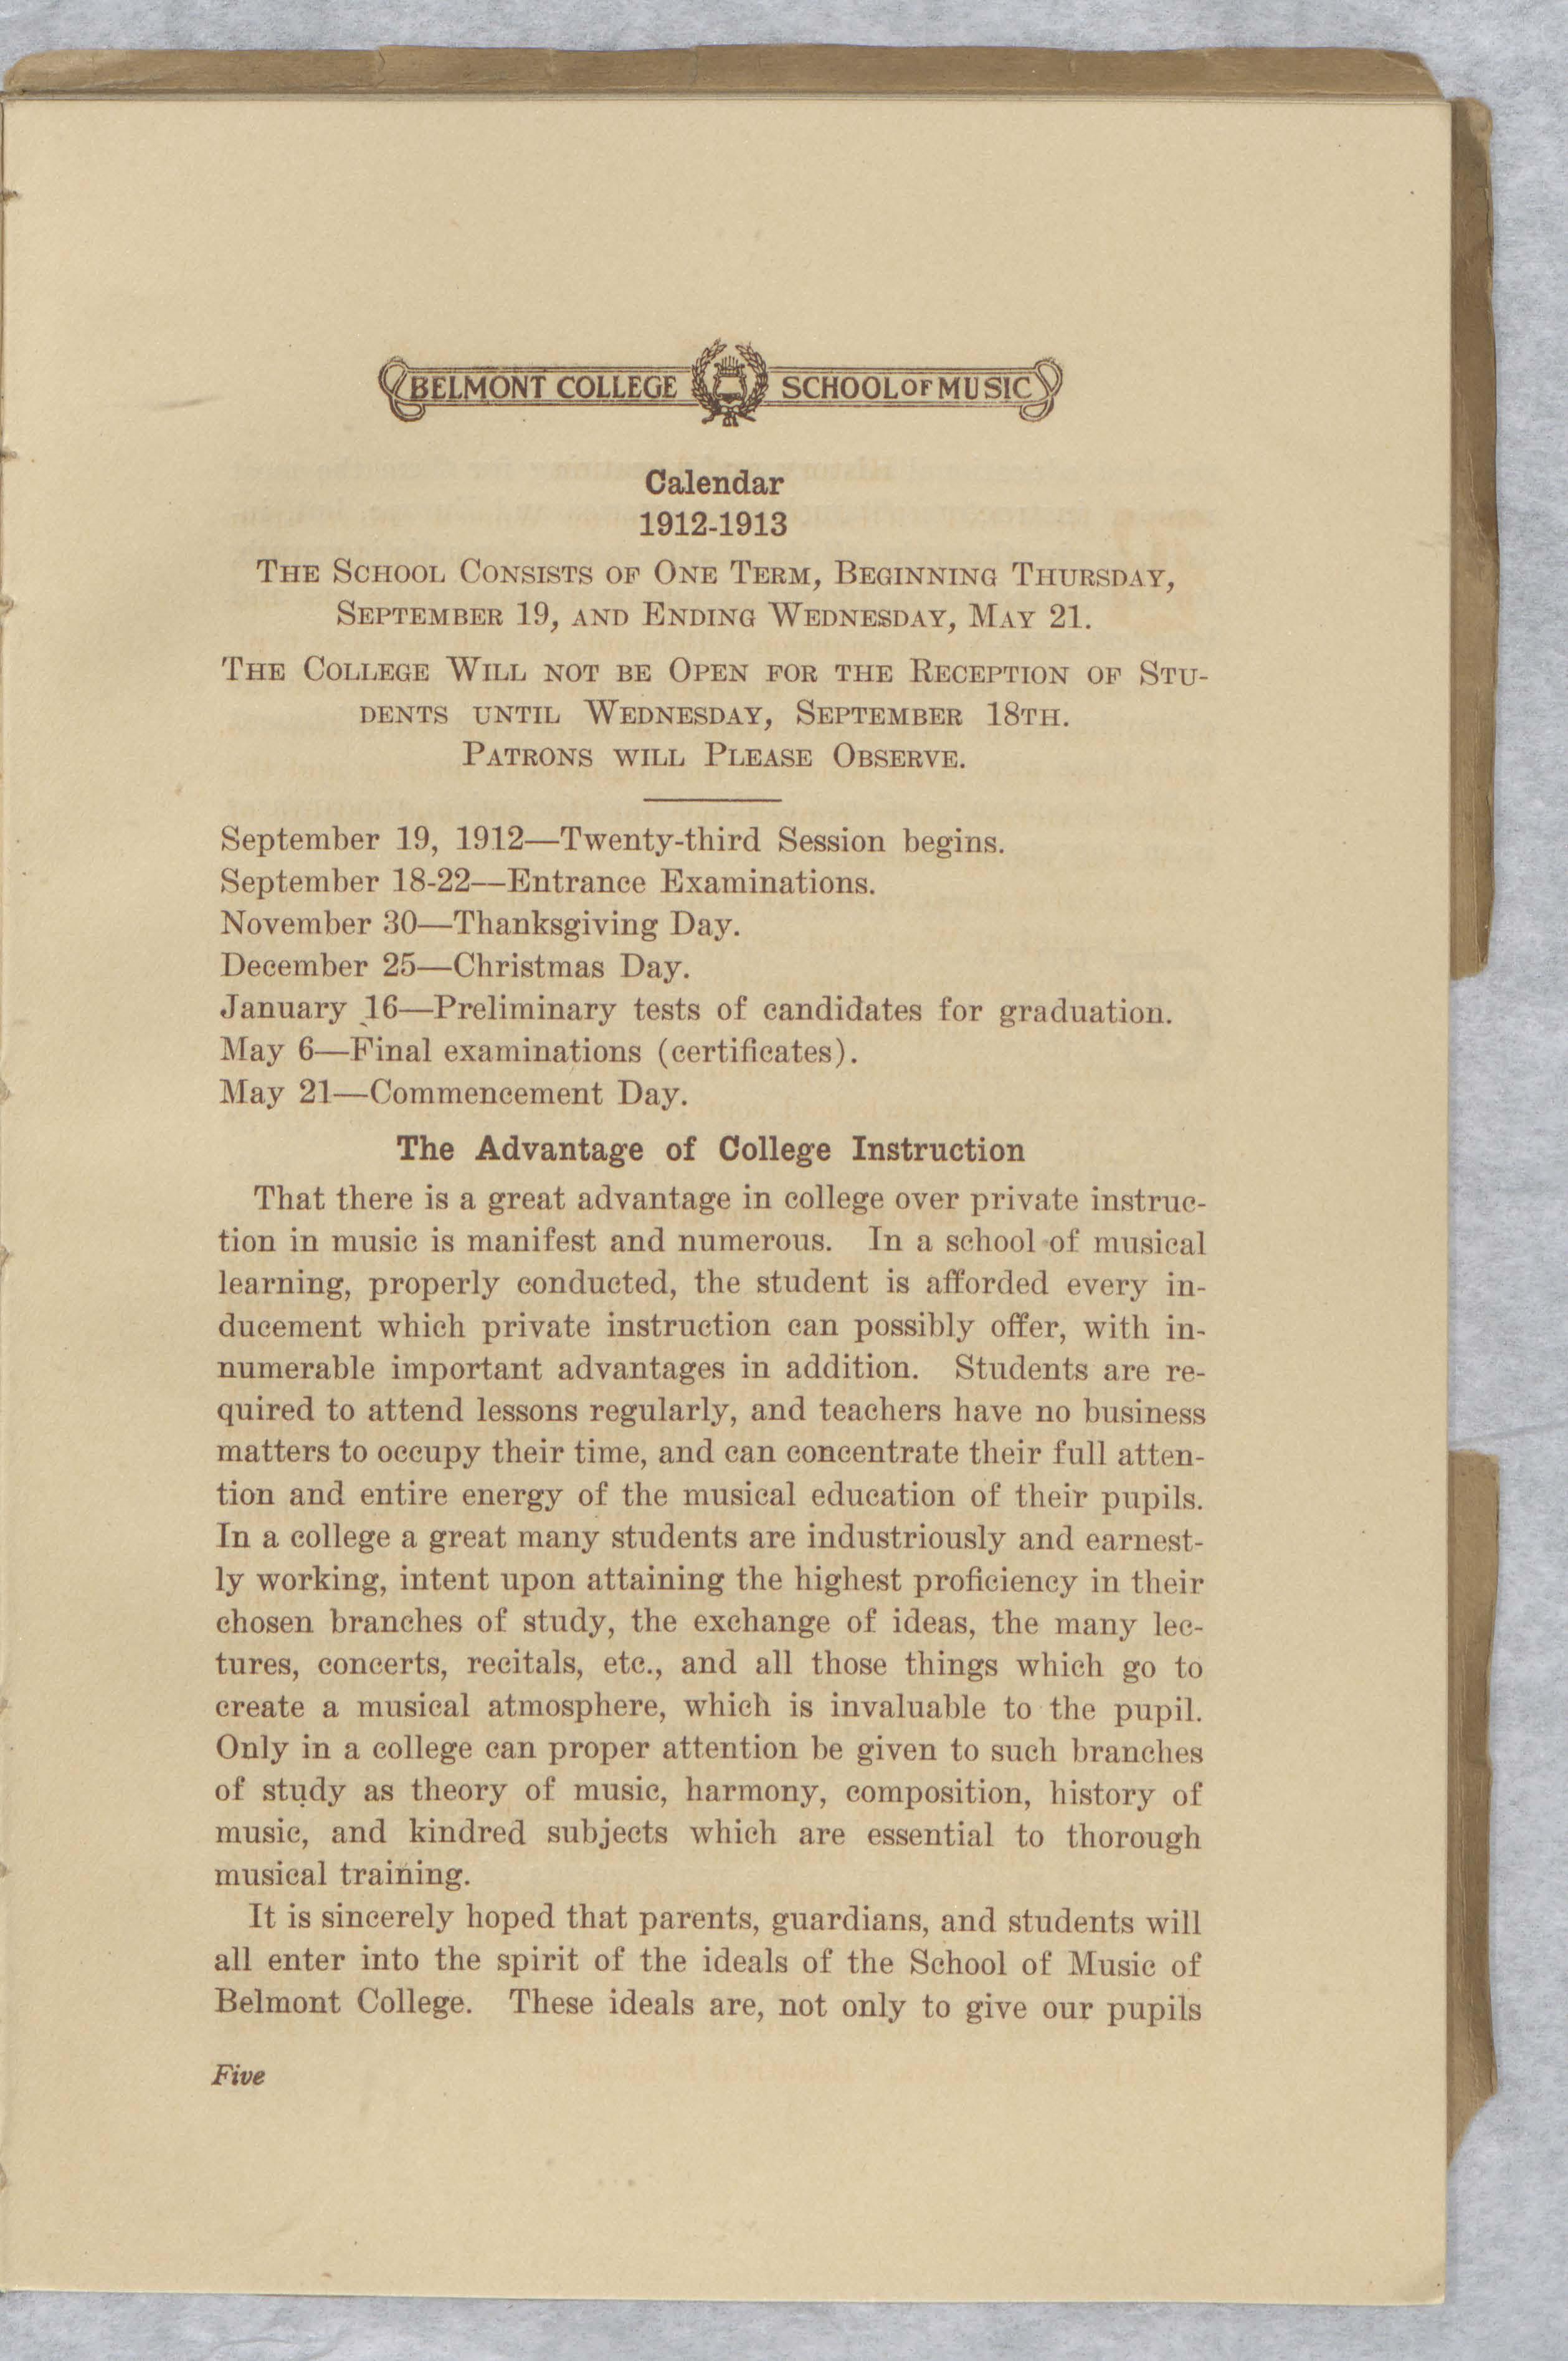 BELMONT COLLEGE SCHOOL OF MUSIC
Calendar
1912-1913
THE SCHOOL CONSISTS OF ONE TERM, BEGINNING THURSDAY,
SEPTEMBER 19, AND ENDING WEDNESDAY, MAY 21.
THE COLLEGE WILL NOT BE OPEN FOR THE RECEPTION OF STU-
DENTS UNTIL WEDNESDAY, SEPTEMBER 18TH.
PATRONS WILL PLEASE OBSERVE.
September 19, 1912—Twenty-third Session begins.
September 18-22—Entrance Examinations.
November 30—Thanksgiving Day.
December 25—Christmas Day.
January 16—Preliminary tests of candidates for graduation.
May 6—Final examinations (certificates).
May 21—Commencement Day.
The Advantage of College Instruction
That there is a great advantage in college over private instruc-
tion in music is manifest and numerous. In a school of musical
learning, properly conducted, the student is afforded every in-
ducement which private instruction can possibly offer, with in-
numerable important advantages in addition. Students are re-
quired to attend lessons regularly, and teachers have no business
matters to occupy their time, and can concentrate their full atten-
tion and entire energy of the musical education of their pupils.
In a college a great many students are industriously and earnest-
ly working, intent upon attaining the highest proficiency in their
chosen branches of study, the exchange of ideas, the many lec-
tures, concerts, recitals, etc., and all those things which go to
create a musical atmosphere, which is invaluable to the pupil.
Only in a college can proper attention be given to such branches
of study as theory of music, harmony, composition, history of
music, and kindred subjects which are essential to thorough
musical training.
It is sincerely hoped that parents, guardians, and students will
all enter into the spirit of the ideals of the School of Music of
Belmont College. These ideals are, not only to give our pupils
Five